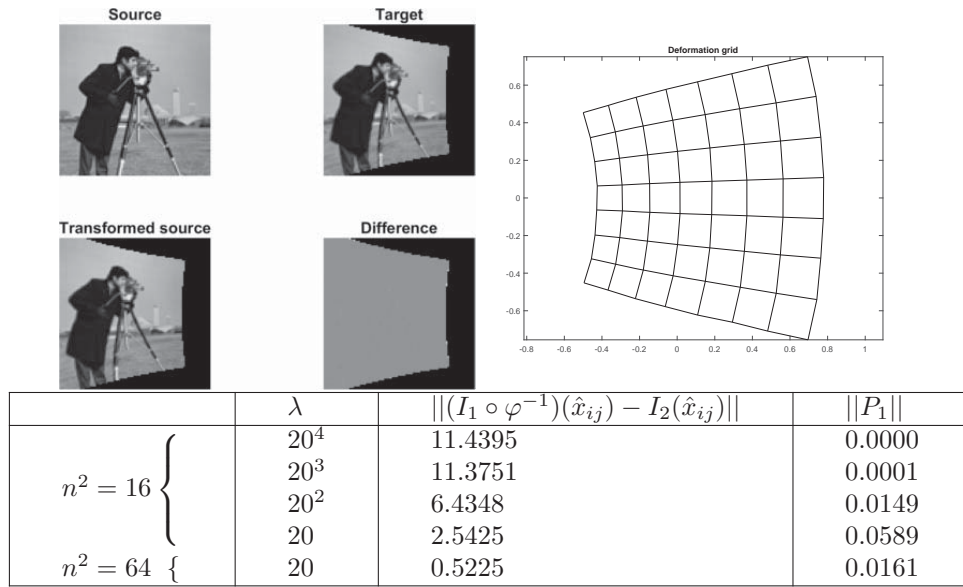 Source
Target
Transformed source
Difference
Deformation grid
0.6
0.4
0.2
0
-0.2
-0.4
-0.6
-0.8 -0.6 -0.4 -0.2 0 0.2 0.4 0.6 0.8 1
λ ||(I₁ ∘ φ⁻¹)(x̂ᵢⱼ) − I₂(x̂ᵢⱼ)|| ||P₁||
n² = 16 { 20⁴ 11.4395 0.0000
20³ 11.3751 0.0001
20² 6.4348 0.0149
20 2.5425 0.0589
n² = 64 { 20 0.5225 0.0161